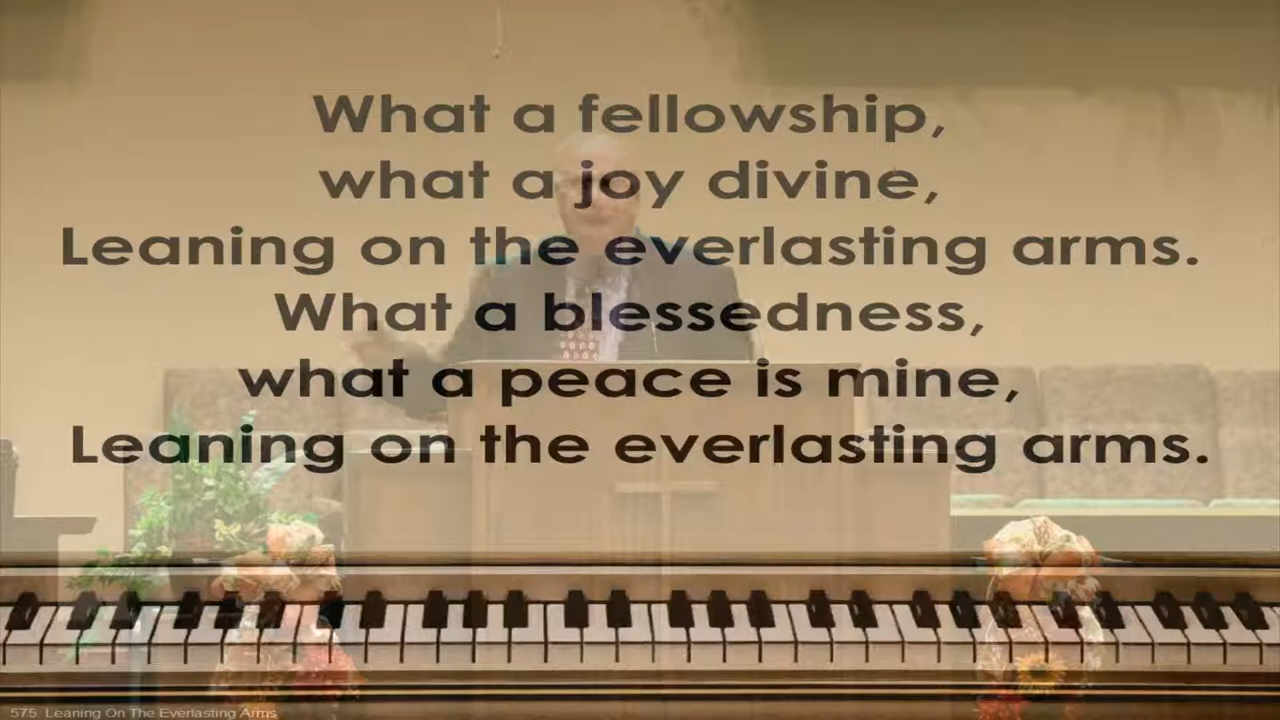 What a fellowship,
what a joy divine,
Leaning on the everlasting arms.
What a blessedness,
what a peace is mine,
Leaning on the everlasting arms.
575 Leaning On The Everlasting Arms